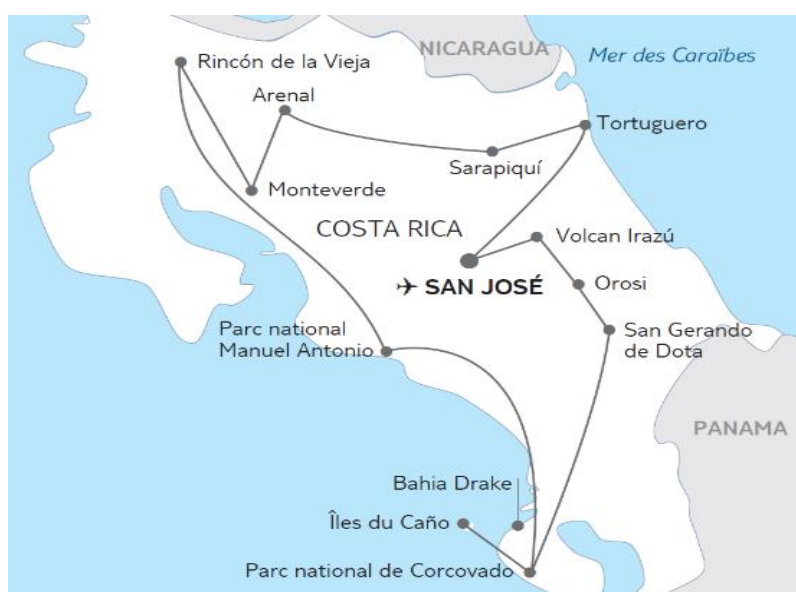 NICARAGUA
Mer des Caraïbes
Rincón de la Vieja
Arenal
Tortuguero
Sarapiquí
Monteverde
COSTA RICA
Volcan Irazú
✈ SAN JOSÉ
Orosi
Parc national
Manuel Antonio
San Gerando
de Dota
PANAMA
Bahia Drake
Îles du Caño
Parc national de Corcovado